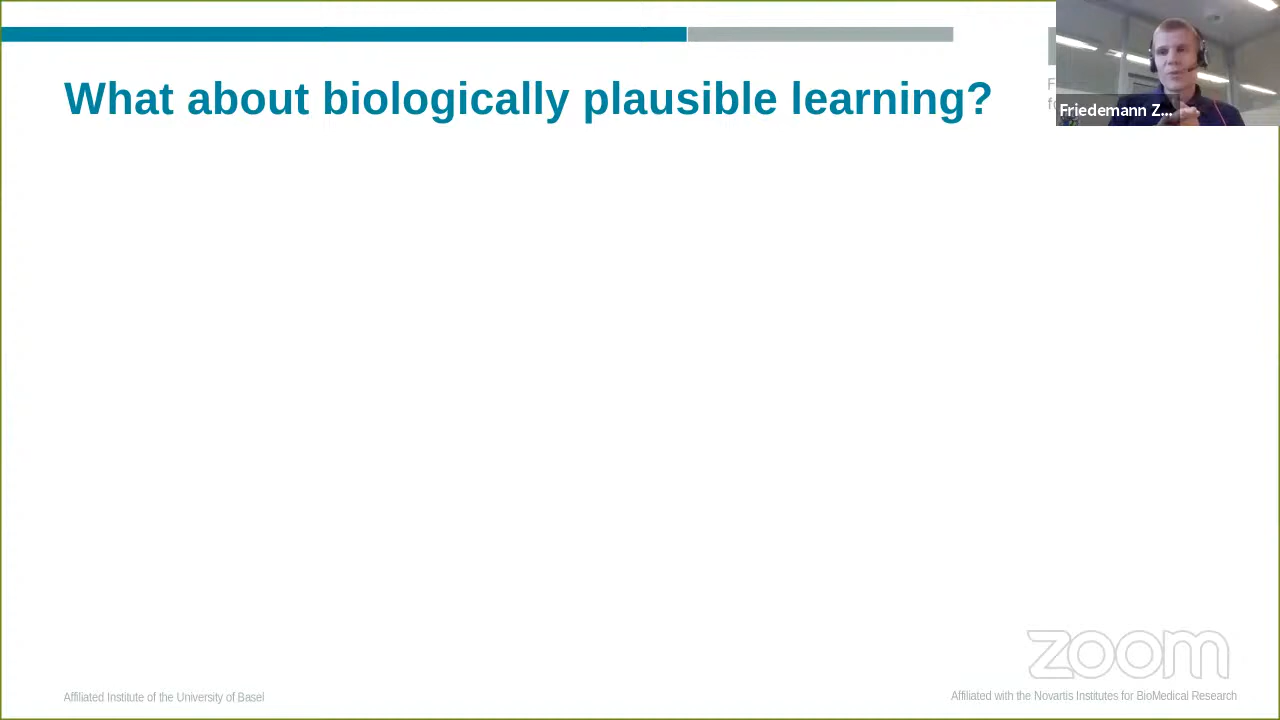 What about biologically plausible learning?
F
f
Friedemann Z...
zoom
Affiliated Institute of the University of Basel
Affiliated with the Novartis Institutes for BioMedical Research